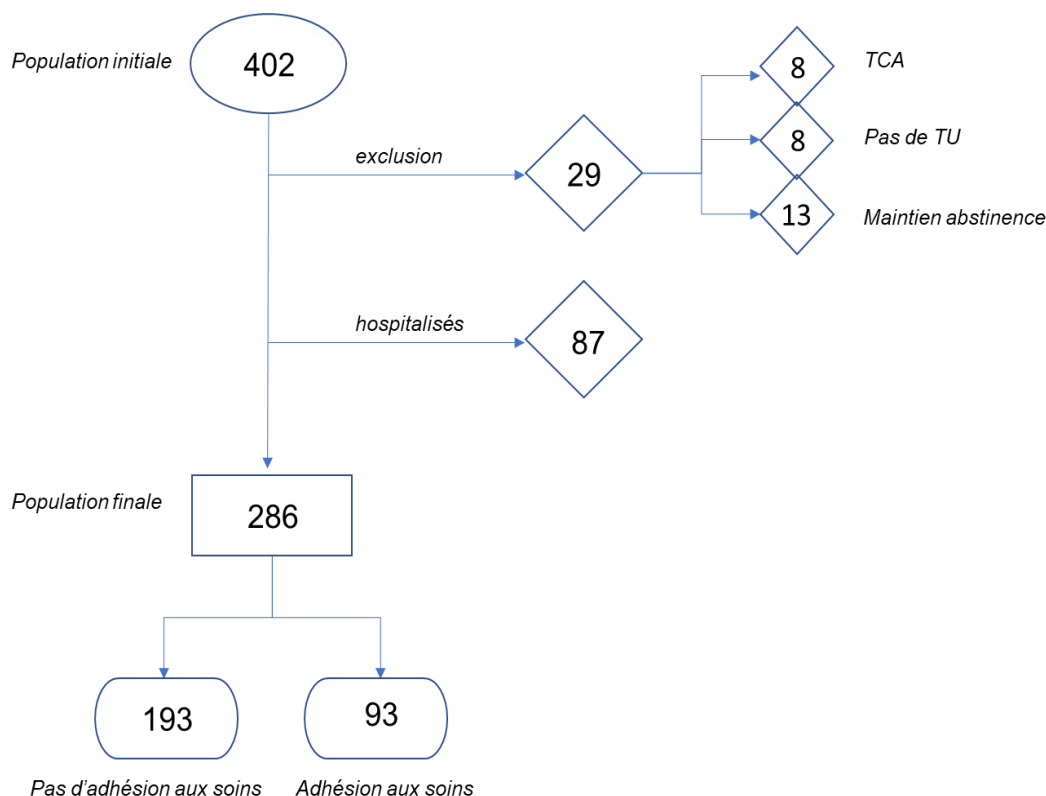 Population initiale
402
TCA
8
Pas de TU
8
exclusion
29
Maintien abstinence
13
hospitalisés
87
Population finale
286
193
93
Pas d’adhésion aux soins
Adhésion aux soins